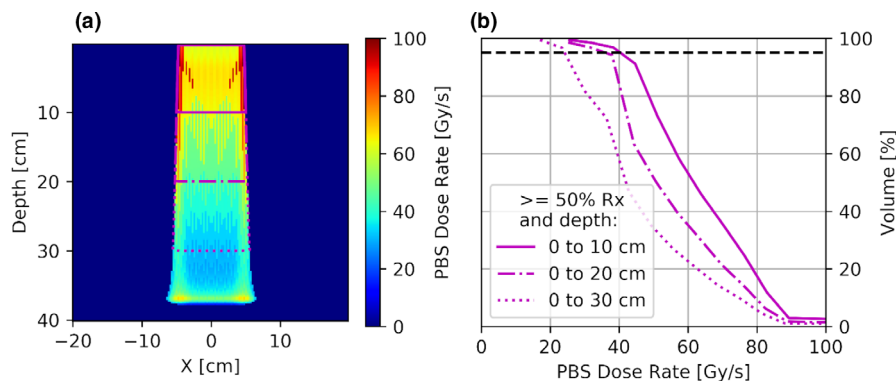 (a)
Depth [cm]
10
20
30
40
-20
-10
0
10
X [cm]
100
80
60
40
20
0
PBS Dose Rate [Gy/s]
(b)
>= 50% Rx
and depth:
0 to 10 cm
0 to 20 cm
0 to 30 cm
0
20
40
60
80
100
PBS Dose Rate [Gy/s]
100
80
60
40
20
0
Volume [%]